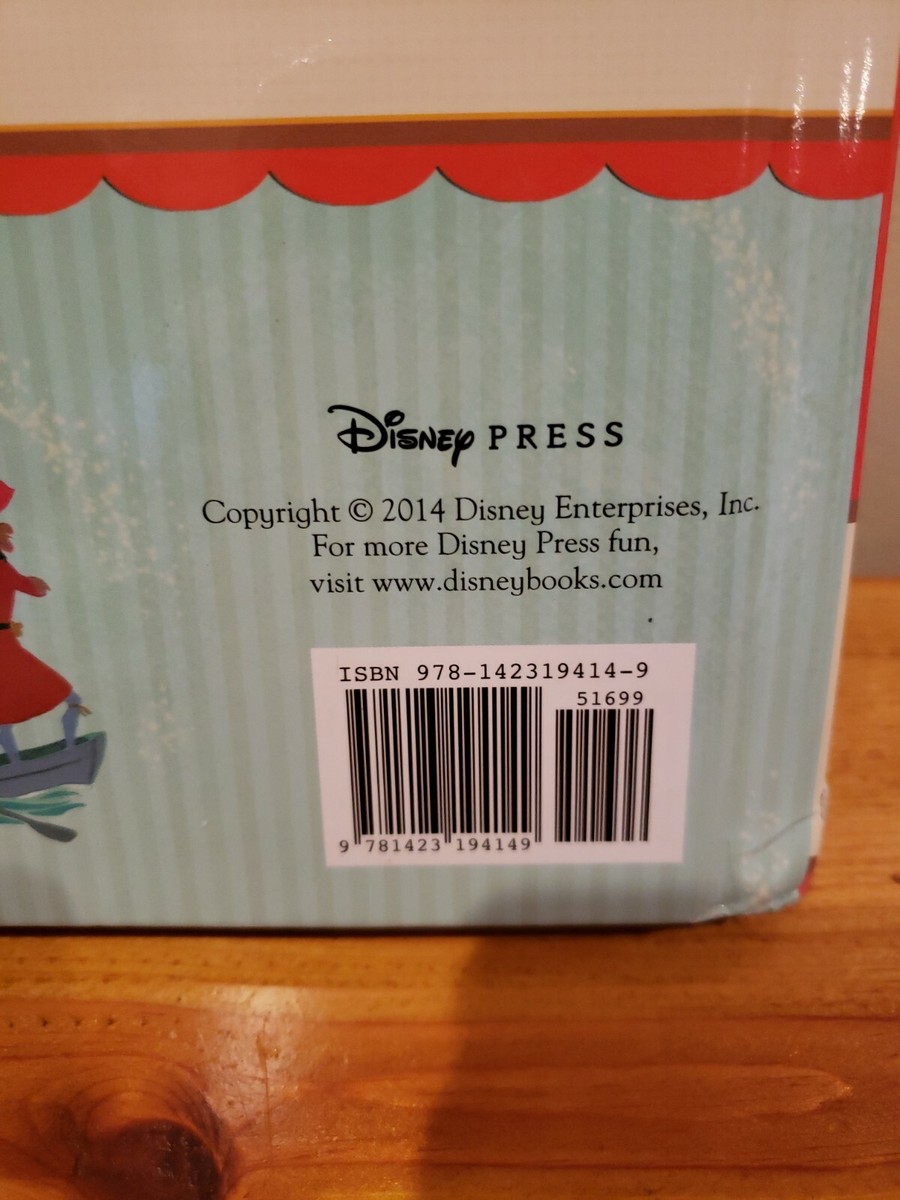 Disney PRESS
Copyright © 2014 Disney Enterprises, Inc.
For more Disney Press fun,
visit www.disneybooks.com
ISBN 978-142319414-9
51699
9 781423 194149